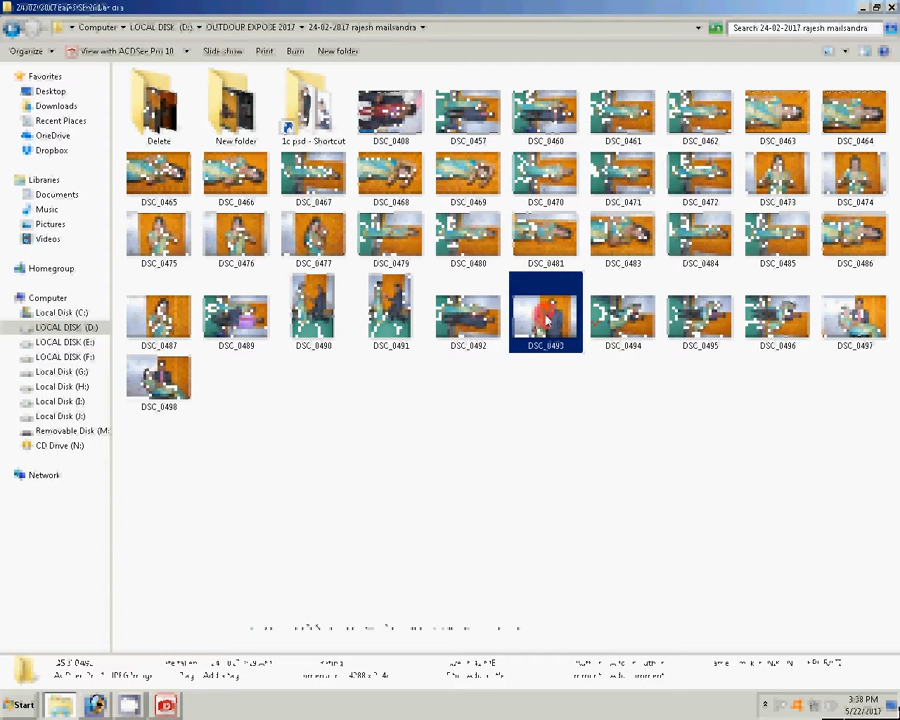 Computer ▸ LOCAL DISK (D:) ▸ OUTDOUR EXPOSE 2017 ▸ 24-02-2017 rajesh mailsandra
Search 24-02-2017 rajesh mailsandra
Organize
View with ACDSee Pro 10
Slide show
Print
Burn
New folder
Favorites
Desktop
Downloads
Recent Places
OneDrive
Dropbox
Libraries
Documents
Music
Pictures
Videos
Homegroup
Computer
Local Disk (C:)
LOCAL DISK (D:)
LOCAL DISK (E:)
LOCAL DISK (F:)
Local Disk (G:)
Local Disk (H:)
Local Disk (I:)
Local Disk (J:)
Removable Disk (M:
CD Drive (N:)
Network
Delete
New folder
1c psd - Shortcut
DSC_0408
DSC_0457
DSC_0460
DSC_0461
DSC_0462
DSC_0463
DSC_0464
DSC_0465
DSC_0466
DSC_0467
DSC_0468
DSC_0469
DSC_0470
DSC_0471
DSC_0472
DSC_0473
DSC_0474
DSC_0475
DSC_0476
DSC_0477
DSC_0479
DSC_0480
DSC_0481
DSC_0483
DSC_0484
DSC_0485
DSC_0486
DSC_0487
DSC_0489
DSC_0490
DSC_0491
DSC_0492
DSC_0493
DSC_0494
DSC_0495
DSC_0496
DSC_0497
DSC_0498
Start
3:38 PM
5/22/2017